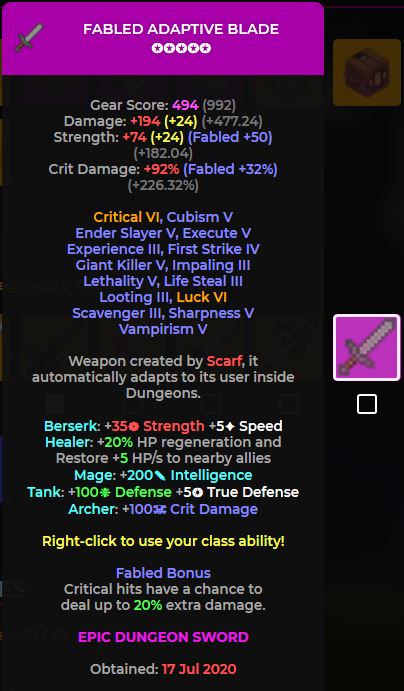 FABLED ADAPTIVE BLADE
✪✪✪✪✪
Gear Score: 494 (992)
Damage: +194 (+24) (+477.24)
Strength: +74 (+24) (Fabled +50)
(+182.04)
Crit Damage: +92% (Fabled +32%)
(+226.32%)
Critical VI, Cubism V
Ender Slayer V, Execute V
Experience III, First Strike IV
Giant Killer V, Impaling III
Lethality V, Life Steal III
Looting III, Luck VI
Scavenger III, Sharpness V
Vampirism V
Weapon created by Scarf, it
automatically adapts to its user inside
Dungeons.
Berserk: +35❁ Strength +5✦ Speed
Healer: +20% HP regeneration and
Restore +5 HP/s to nearby allies
Mage: +200✎ Intelligence
Tank: +100❈ Defense +5❂ True Defense
Archer: +100☠ Crit Damage
Right-click to use your class ability!
Fabled Bonus
Critical hits have a chance to
deal up to 20% extra damage.
EPIC DUNGEON SWORD
Obtained: 17 Jul 2020